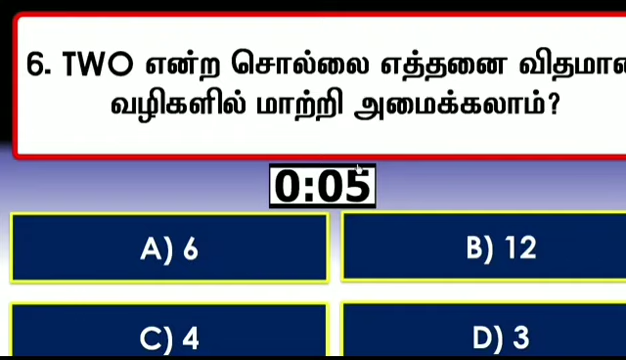 6. TWO என்ற சொல்லை எத்தனை விதமான
வழிகளில் மாற்றி அமைக்கலாம்?
0:05
A) 6
B) 12
C) 4
D) 3